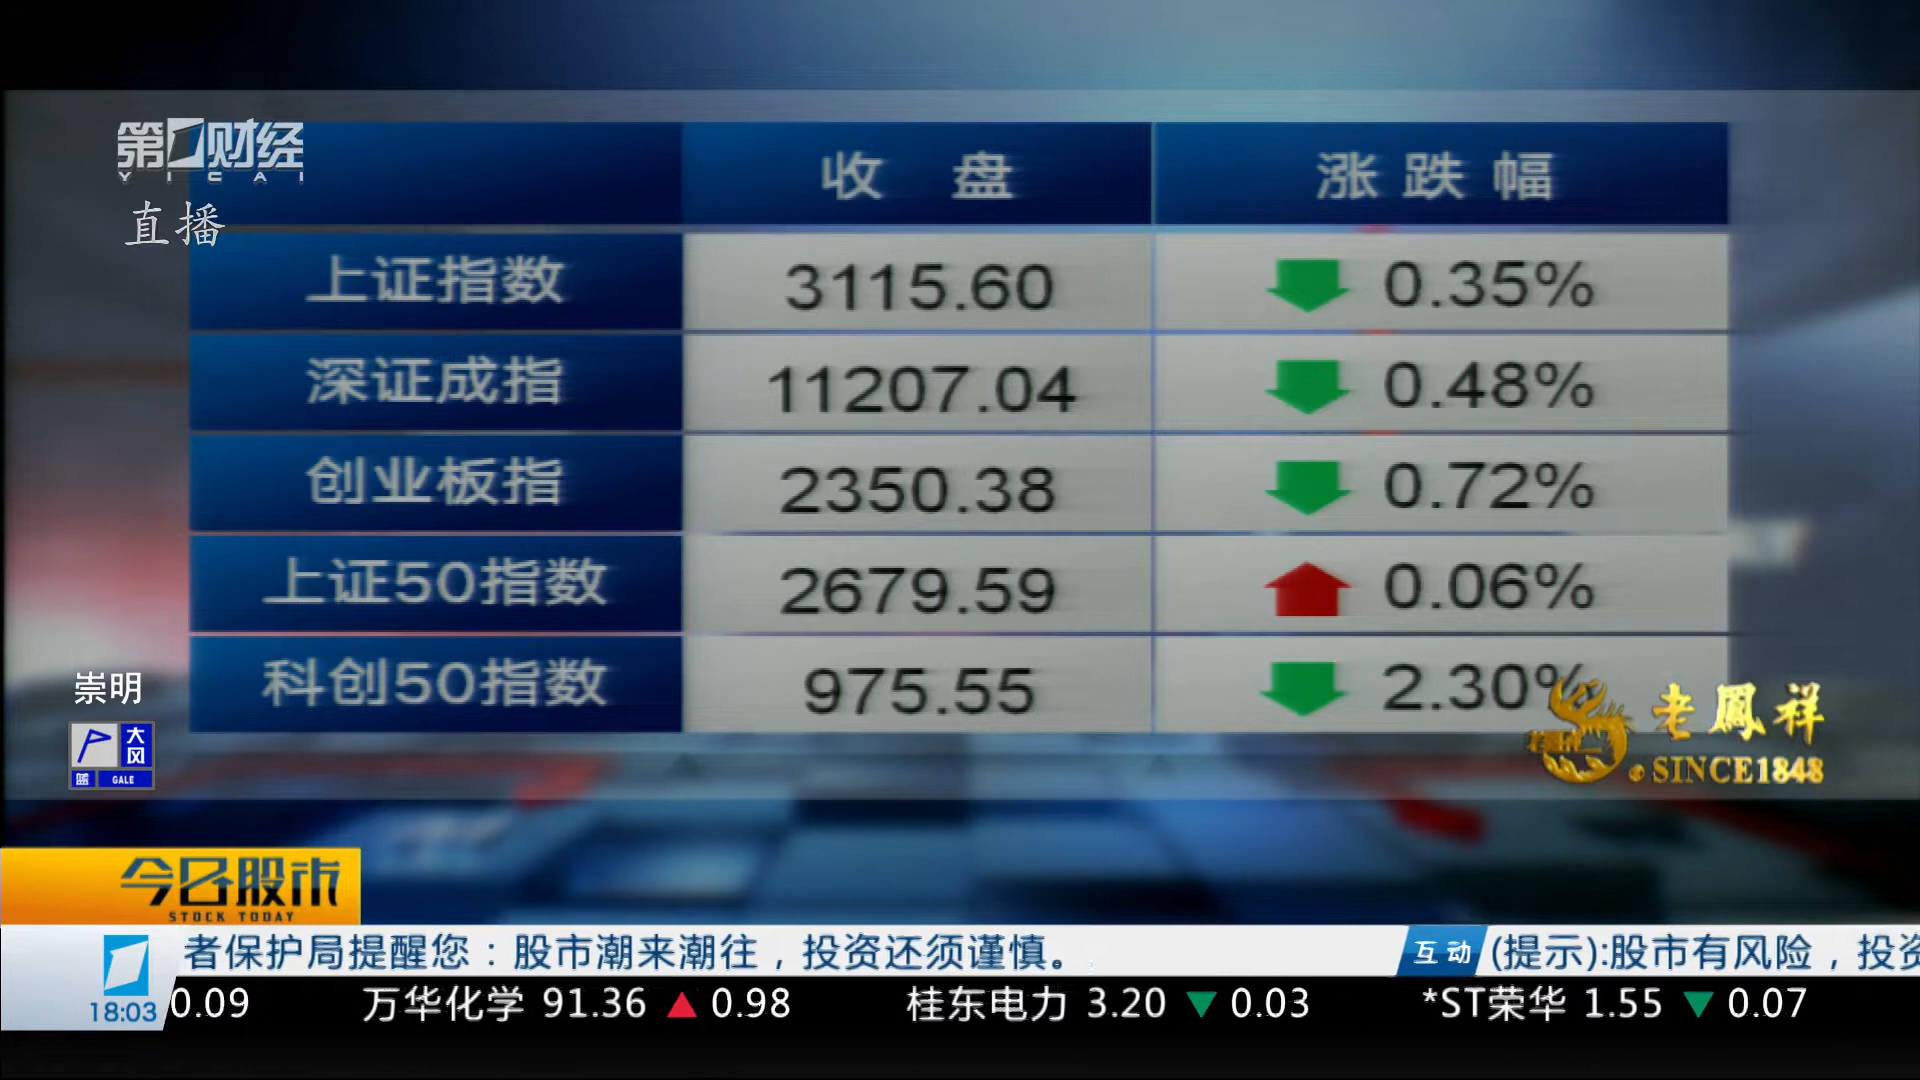 第1财经
YICAI
直播
收 盘 涨跌幅
上证指数 3115.60 0.35%
深证成指 11207.04 0.48%
创业板指 2350.38 0.72%
上证50指数 2679.59 0.06%
科创50指数 975.55 2.30%
崇明
大风
蓝 GALE
老鳳祥
SINCE1848
今日股市
STOCK TODAY
者保护局提醒您：股市潮来潮往，投资还须谨慎。
互动 (提示):股市有风险，投资
18:03
0.09 万华化学 91.36 ▲ 0.98 桂东电力 3.20 ▼ 0.03 *ST荣华 1.55 ▼ 0.07